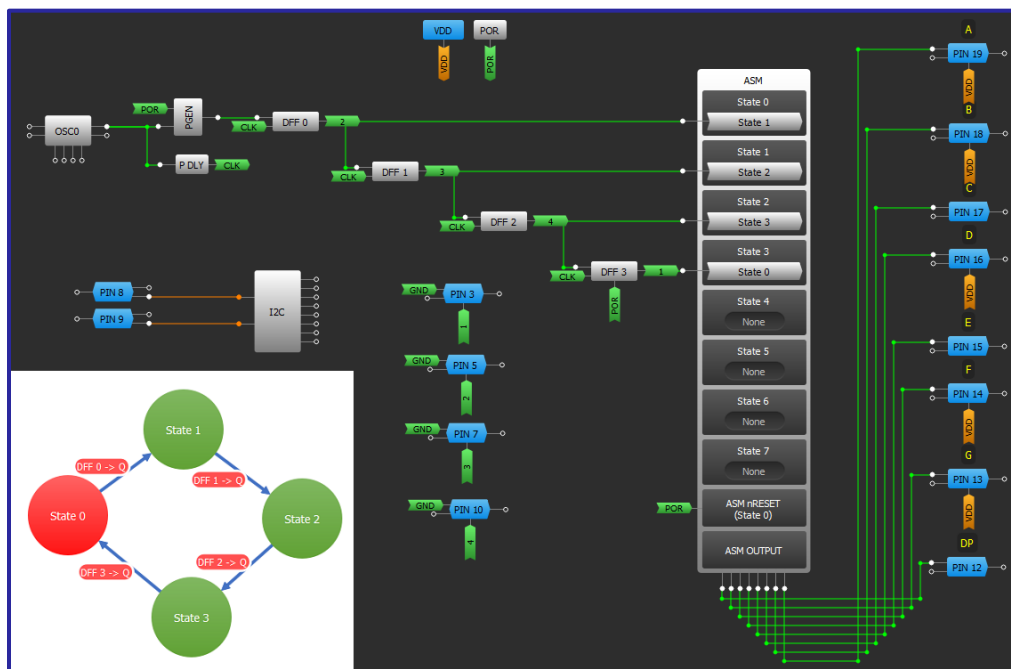 VDD
POR
VDD
POR
A
PIN 19
VDD
B
PIN 18
VDD
C
PIN 17
D
PIN 16
VDD
E
PIN 15
F
PIN 14
VDD
G
PIN 13
VDD
DP
PIN 12
OSC0
POR
PGEN
P DLY
CLK
CLK
DFF 0
2
CLK
DFF 1
3
CLK
DFF 2
4
CLK
DFF 3
1
POR
ASM
State 0
State 1
State 1
State 2
State 2
State 3
State 3
State 0
State 4
None
State 5
None
State 6
None
State 7
None
POR
ASM nRESET
(State 0)
ASM OUTPUT
PIN 8
PIN 9
I2C
GND
PIN 3
1
GND
PIN 5
2
GND
PIN 7
3
GND
PIN 10
4
State 1
DFF 0 -> Q
DFF 1 -> Q
State 0
State 2
DFF 3 -> Q
DFF 2 -> Q
State 3